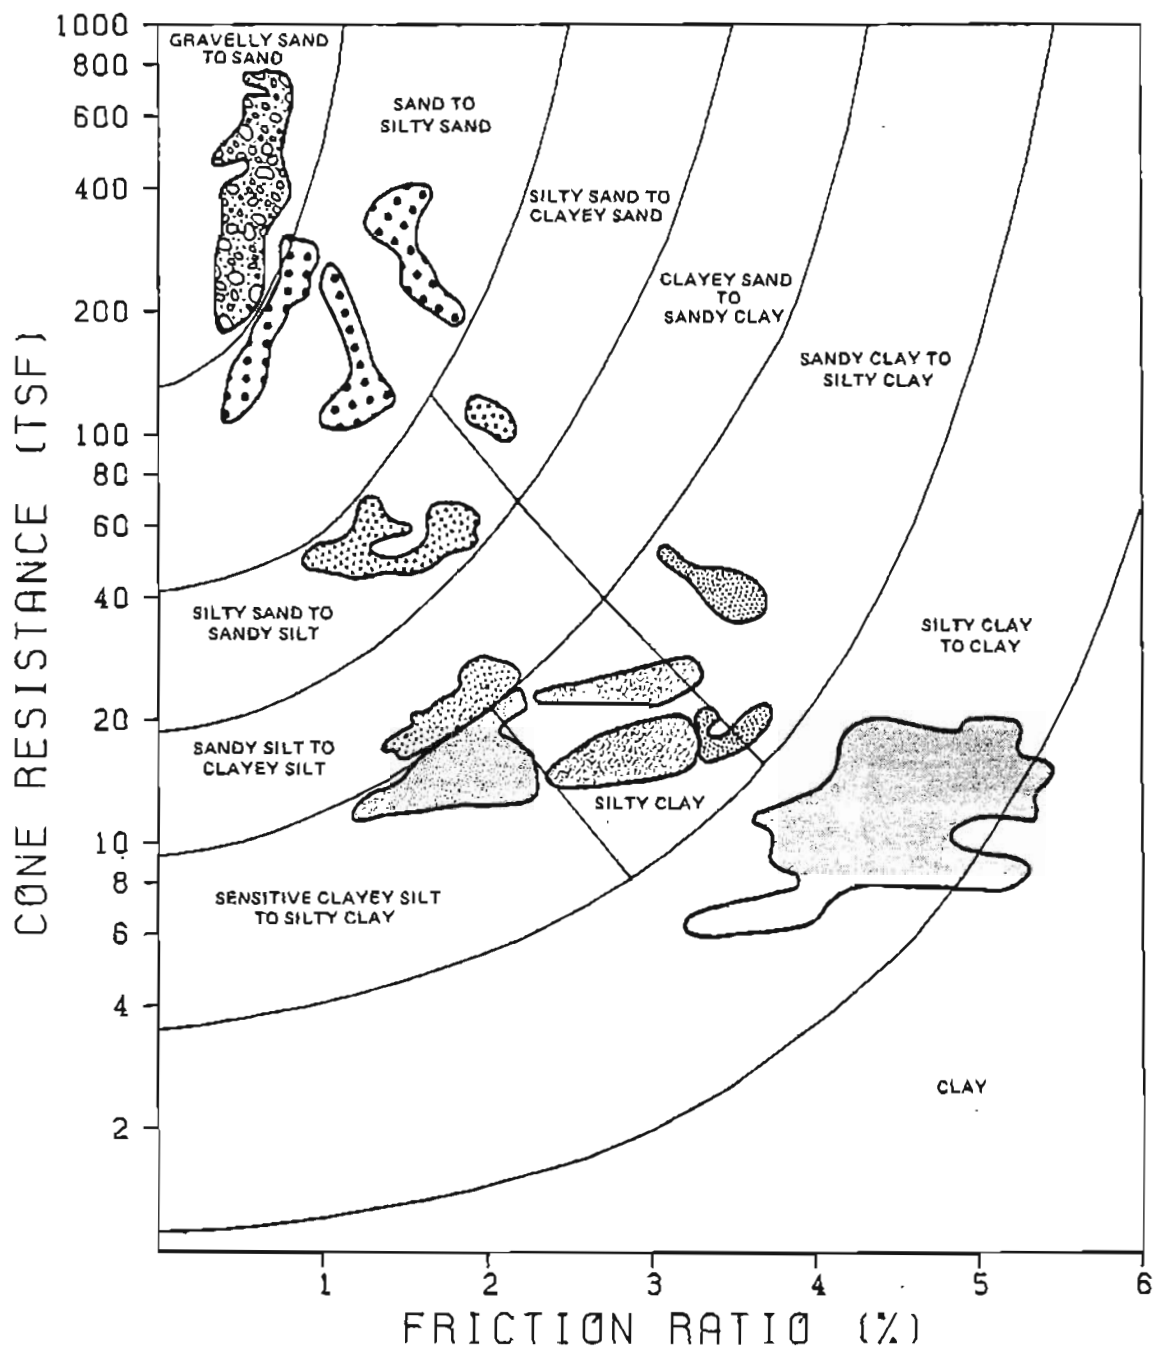 1000
800
600
400
200
100
80
60
40
20
10
8
6
4
2
CONE RESISTANCE (TSF)
GRAVELLY SAND
TO SAND
SAND TO
SILTY SAND
SILTY SAND TO
CLAYEY SAND
CLAYEY SAND
TO
SANDY CLAY
SANDY CLAY TO
SILTY CLAY
SILTY SAND TO
SANDY SILT
SILTY CLAY
TO CLAY
SANDY SILT TO
CLAYEY SILT
SILTY CLAY
SENSITIVE CLAYEY SILT
TO SILTY CLAY
CLAY
1 2 3 4 5 6
FRICTION RATIO (%)